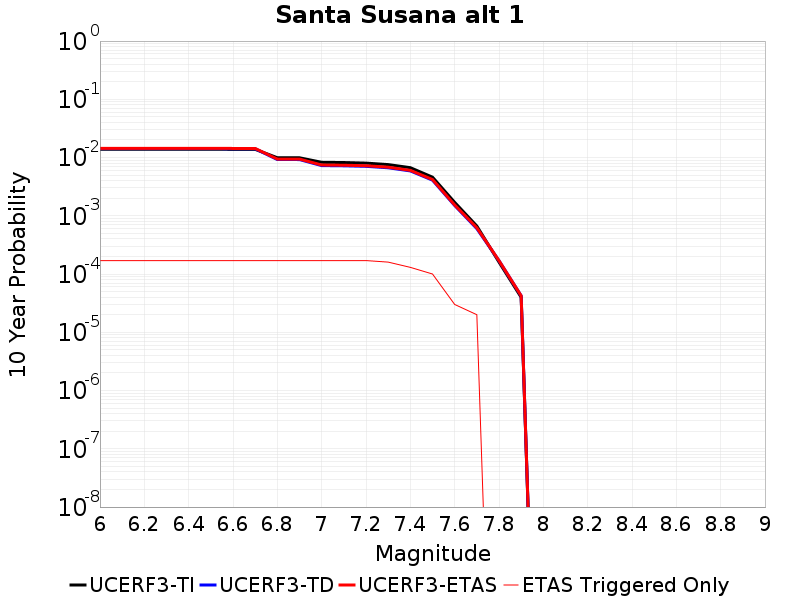 Santa Susana alt 1
10 Year Probability
10^0
10^-1
10^-2
10^-3
10^-4
10^-5
10^-6
10^-7
10^-8
6 6.2 6.4 6.6 6.8 7 7.2 7.4 7.6 7.8 8 8.2 8.4 8.6 8.8 9
Magnitude
UCERF3-TI UCERF3-TD UCERF3-ETAS ETAS Triggered Only